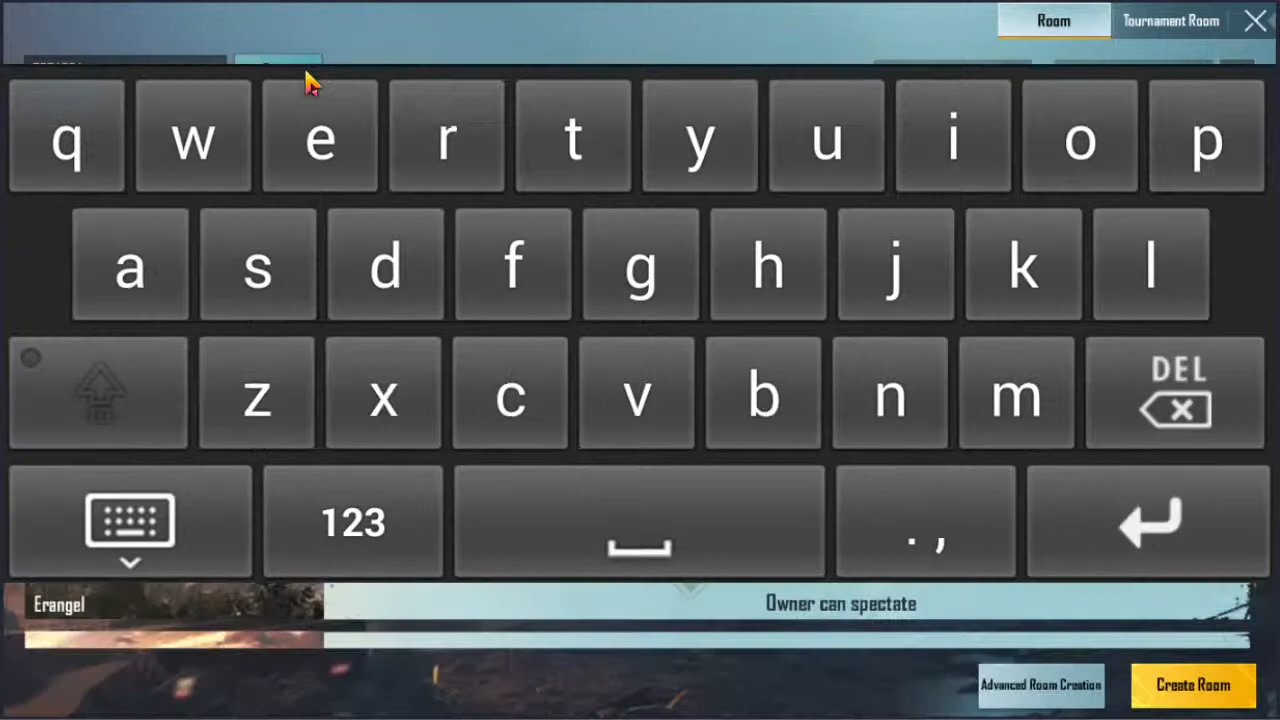 Room Tournament Room
q w e r t y u i o p
a s d f g h j k l
z x c v b n m DEL
123 . ,
Erangel Owner can spectate
Advanced Room Creation Create Room